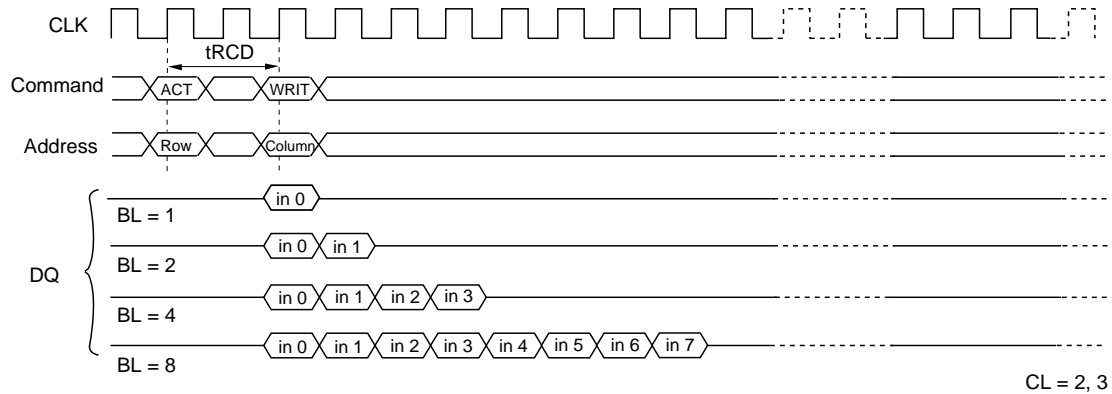 CLK
tRCD
Command ACT WRIT
Address Row Column
in 0
BL = 1
in 0 in 1
BL = 2
DQ
in 0 in 1 in 2 in 3
BL = 4
in 0 in 1 in 2 in 3 in 4 in 5 in 6 in 7
BL = 8
CL = 2, 3